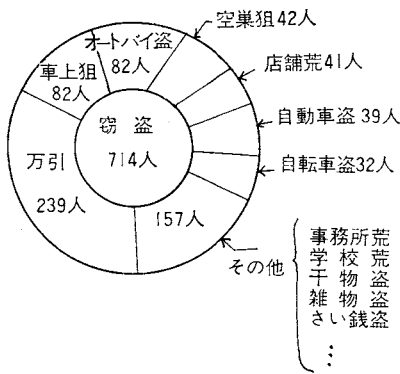 オートバイ盗
82人
空巣狙42人
店舗荒41人
自動車盗 39人
自転車盗32人
車上狙
82人
窃 盗
714人
万引
239人
157人
その他
事務所荒
学校荒
干物盗
雑物盗
さい銭盗
⋮